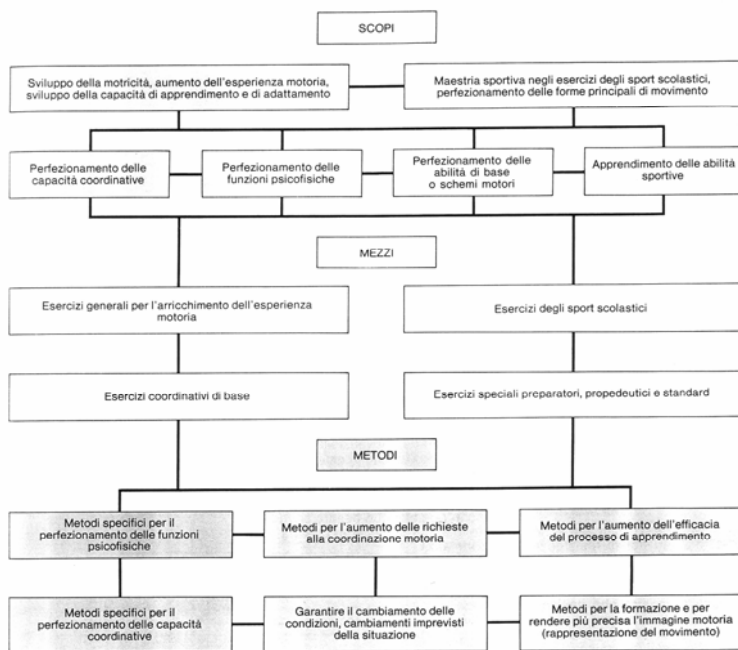 SCOPI
Sviluppo della motricità, aumento dell'esperienza motoria,
sviluppo della capacità di apprendimento e di adattamento
Maestria sportiva negli esercizi degli sport scolastici,
perfezionamento delle forme principali di movimento
Perfezionamento delle
capacità coordinative
Perfezionamento delle
funzioni psicofisiche
Perfezionamento delle
abilità di base
o schemi motori
Apprendimento delle abilità
sportive
MEZZI
Esercizi generali per l'arricchimento dell'esperienza
motoria
Esercizi degli sport scolastici
Esercizi coordinativi di base
Esercizi speciali preparatori, propedeutici e standard
METODI
Metodi specifici per il
perfezionamento delle funzioni
psicofisiche
Metodi per l'aumento delle richieste
alla coordinazione motoria
Metodi per l'aumento dell'efficacia
del processo di apprendimento
Metodi specifici per il
perfezionamento delle capacità
coordinative
Garantire il cambiamento delle
condizioni, cambiamenti imprevisti
della situazione
Metodi per la formazione e per
rendere più precisa l'immagine motoria
(rappresentazione del movimento)